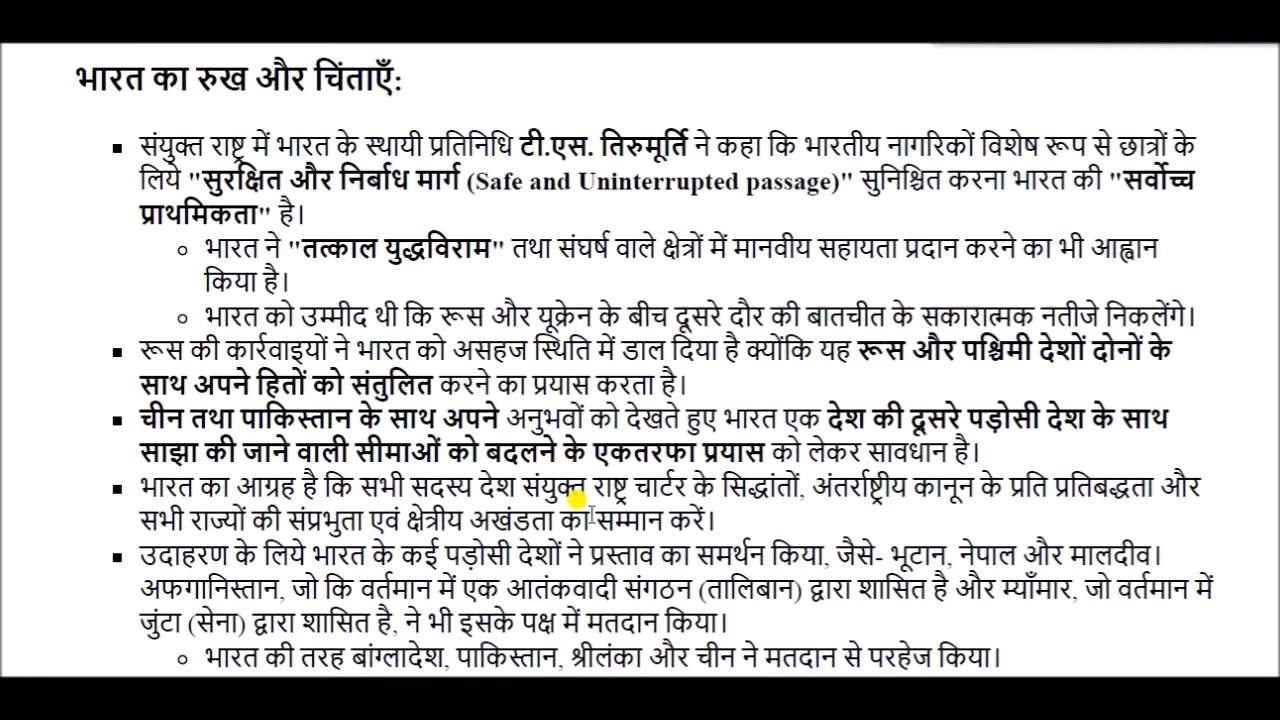 भारत का रुख और चिंताएँ:
▪ संयुक्त राष्ट्र में भारत के स्थायी प्रतिनिधि टी.एस. तिरुमूर्ति ने कहा कि भारतीय नागरिकों विशेष रूप से छात्रों के
लिये "सुरक्षित और निर्बाध मार्ग (Safe and Uninterrupted passage)" सुनिश्चित करना भारत की "सर्वोच्च
प्राथमिकता" है।
○ भारत ने "तत्काल युद्धविराम" तथा संघर्ष वाले क्षेत्रों में मानवीय सहायता प्रदान करने का भी आह्वान
किया है।
○ भारत को उम्मीद थी कि रूस और यूक्रेन के बीच दूसरे दौर की बातचीत के सकारात्मक नतीजे निकलेंगे।
▪ रूस की कार्रवाइयों ने भारत को असहज स्थिति में डाल दिया है क्योंकि यह रूस और पश्चिमी देशों दोनों के
साथ अपने हितों को संतुलित करने का प्रयास करता है।
▪ चीन तथा पाकिस्तान के साथ अपने अनुभवों को देखते हुए भारत एक देश की दूसरे पड़ोसी देश के साथ
साझा की जाने वाली सीमाओं को बदलने के एकतरफा प्रयास को लेकर सावधान है।
▪ भारत का आग्रह है कि सभी सदस्य देश संयुक्त राष्ट्र चार्टर के सिद्धांतों, अंतर्राष्ट्रीय कानून के प्रति प्रतिबद्धता और
सभी राज्यों की संप्रभुता एवं क्षेत्रीय अखंडता का सम्मान करें।
▪ उदाहरण के लिये भारत के कई पड़ोसी देशों ने प्रस्ताव का समर्थन किया, जैसे- भूटान, नेपाल और मालदीव।
अफगानिस्तान, जो कि वर्तमान में एक आतंकवादी संगठन (तालिबान) द्वारा शासित है और म्याँमार, जो वर्तमान में
जुंटा (सेना) द्वारा शासित है, ने भी इसके पक्ष में मतदान किया।
○ भारत की तरह बांग्लादेश, पाकिस्तान, श्रीलंका और चीन ने मतदान से परहेज किया।